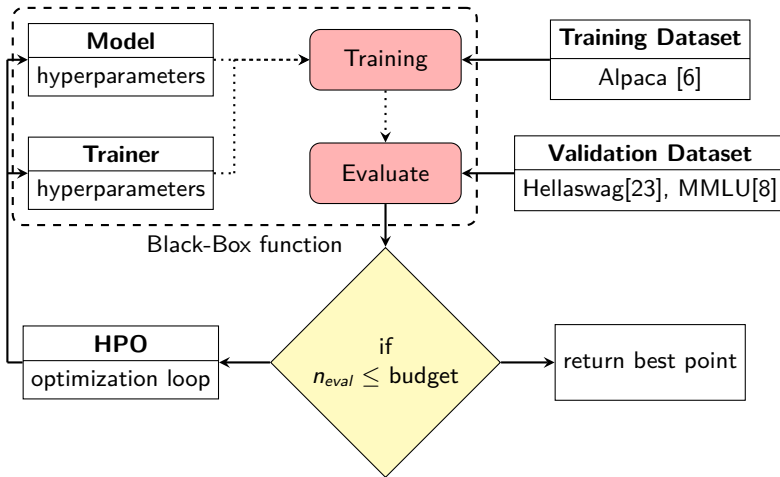 Model
hyperparameters
Training
Training Dataset
Alpaca [6]
Trainer
hyperparameters
Evaluate
Validation Dataset
Hellaswag[23], MMLU[8]
Black-Box function
HPO
optimization loop
if
n_eval ≤ budget
return best point